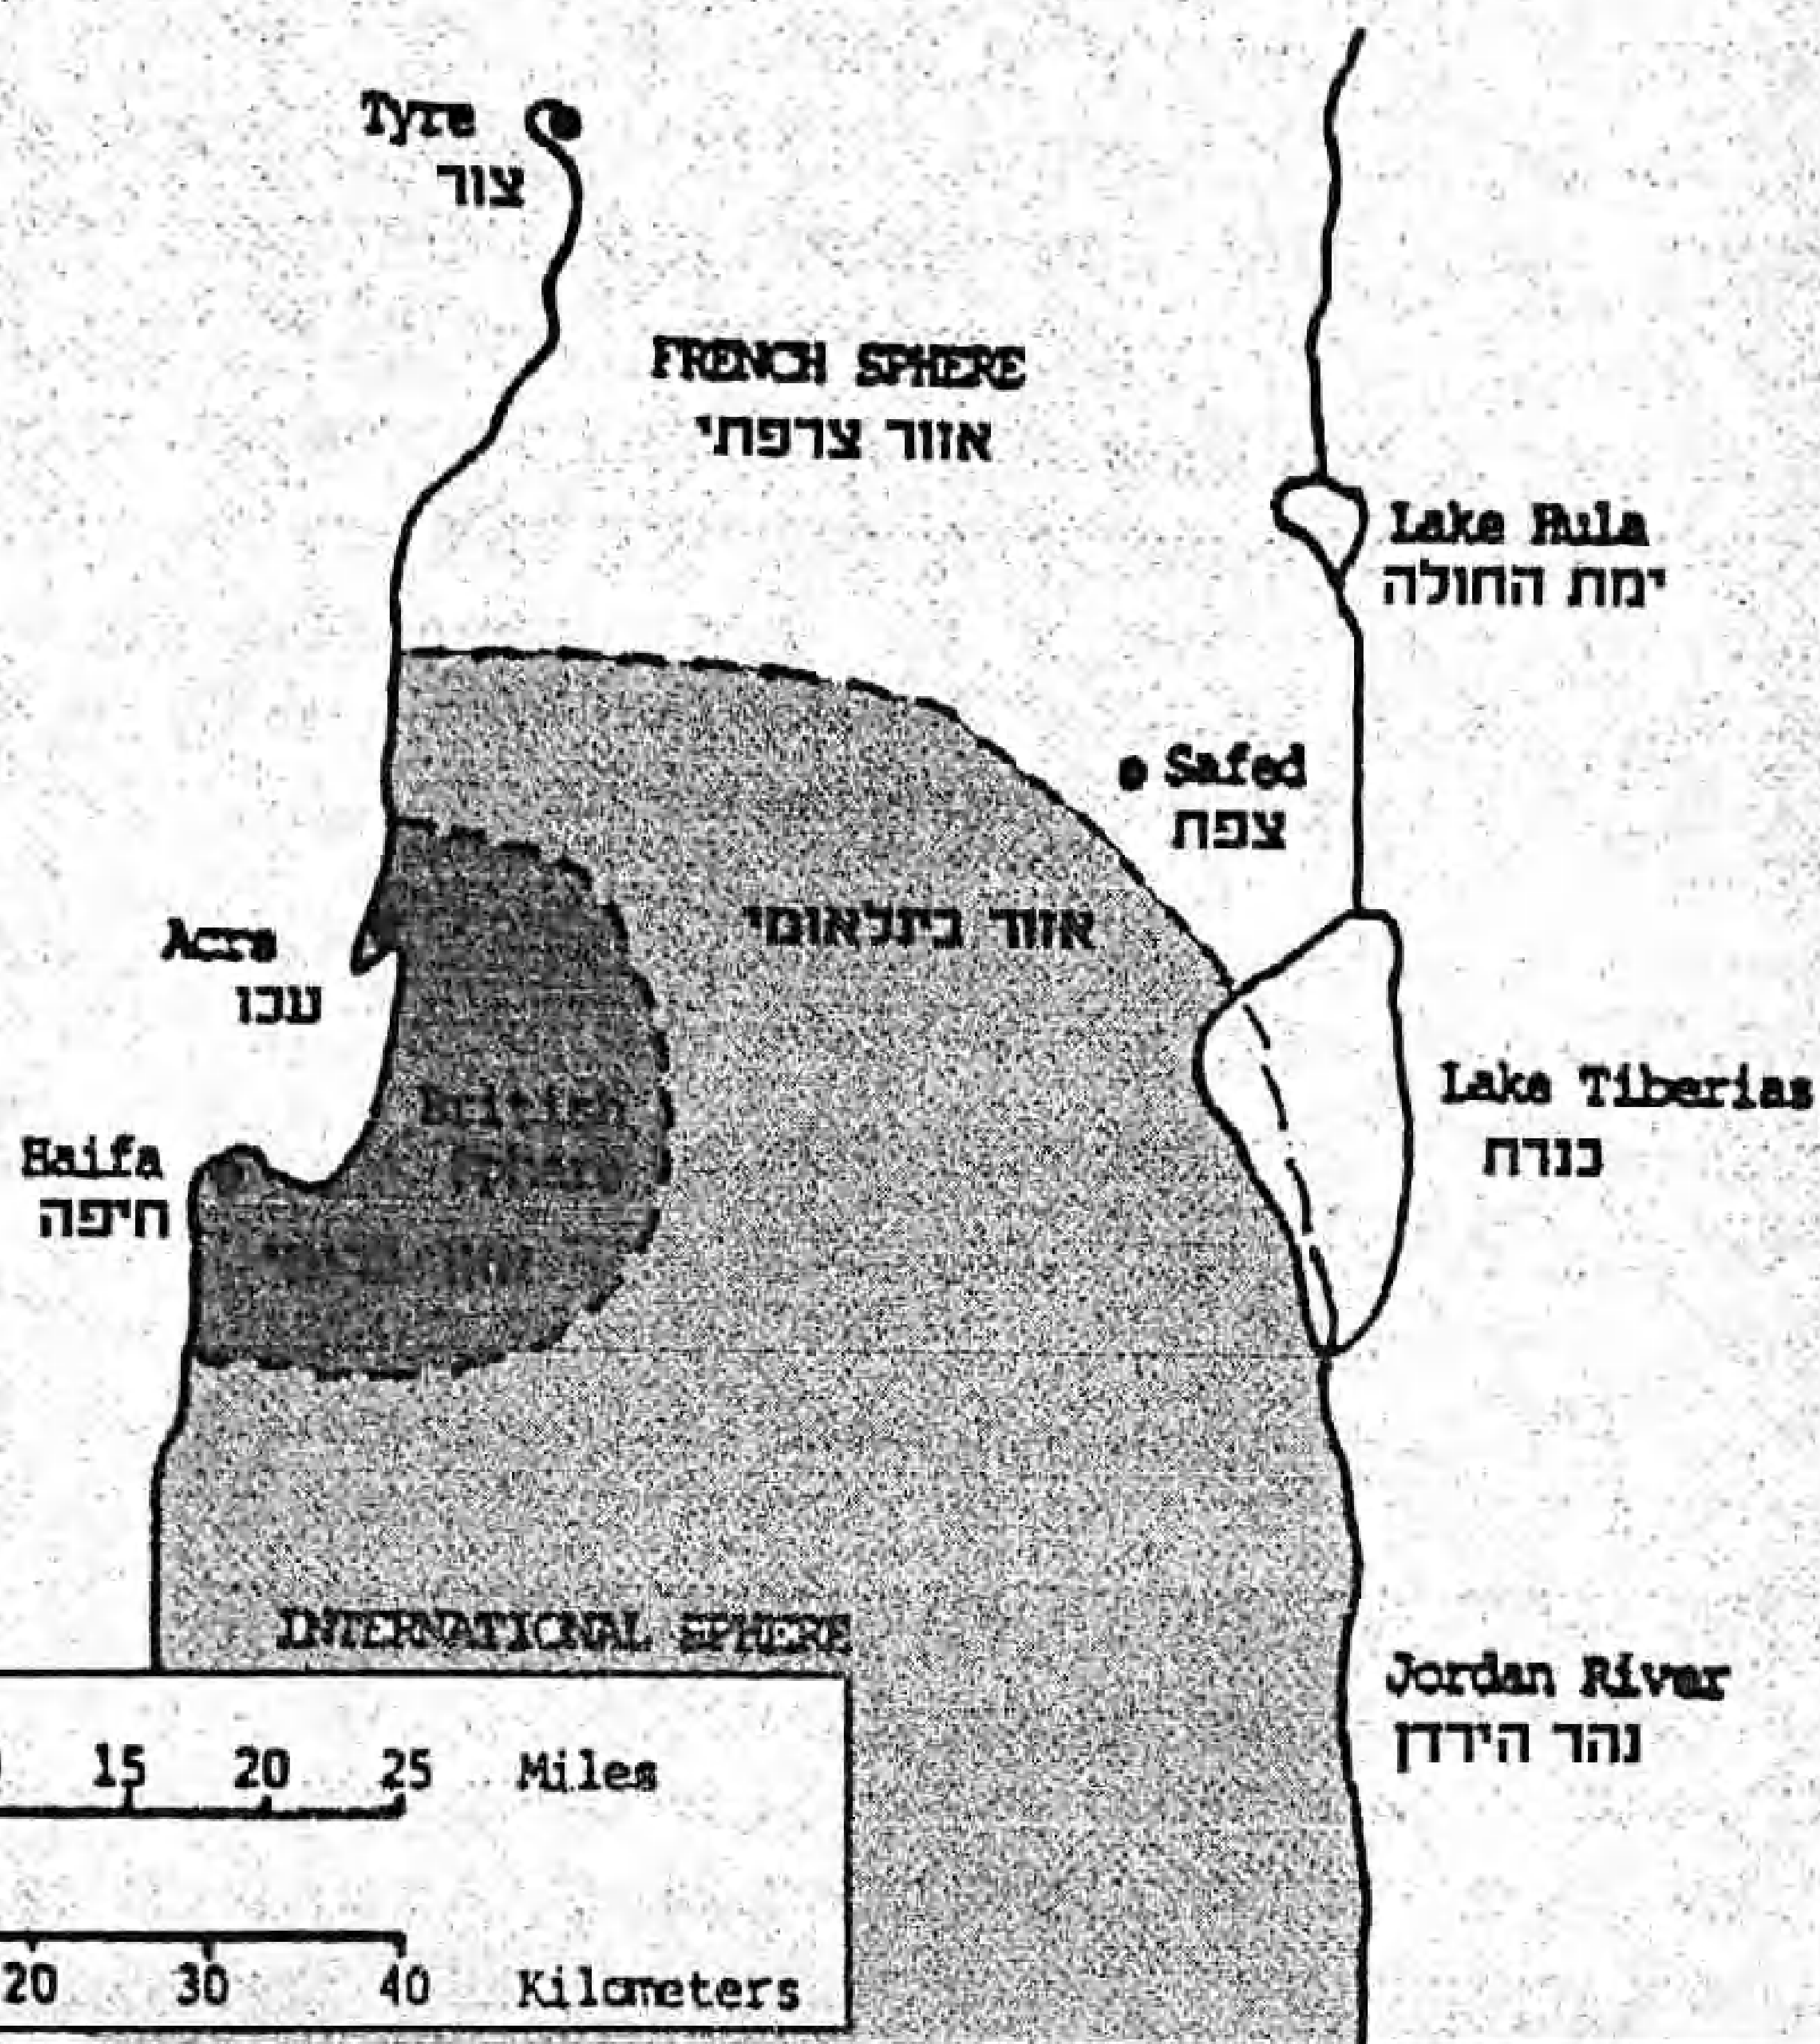 Tyre
צור
FRENCH SPHERE
אזור צרפתי
Lake Hula
ימת החולה
Safed
צפת
אזור בינלאומי
Acre
עכו
British
Lake Tiberias
כנרת
Haifa
חיפה
INTERNATIONAL SPHERE
Jordan River
נהר הירדן
15 20 25 Miles
20 30 40 Kilometers